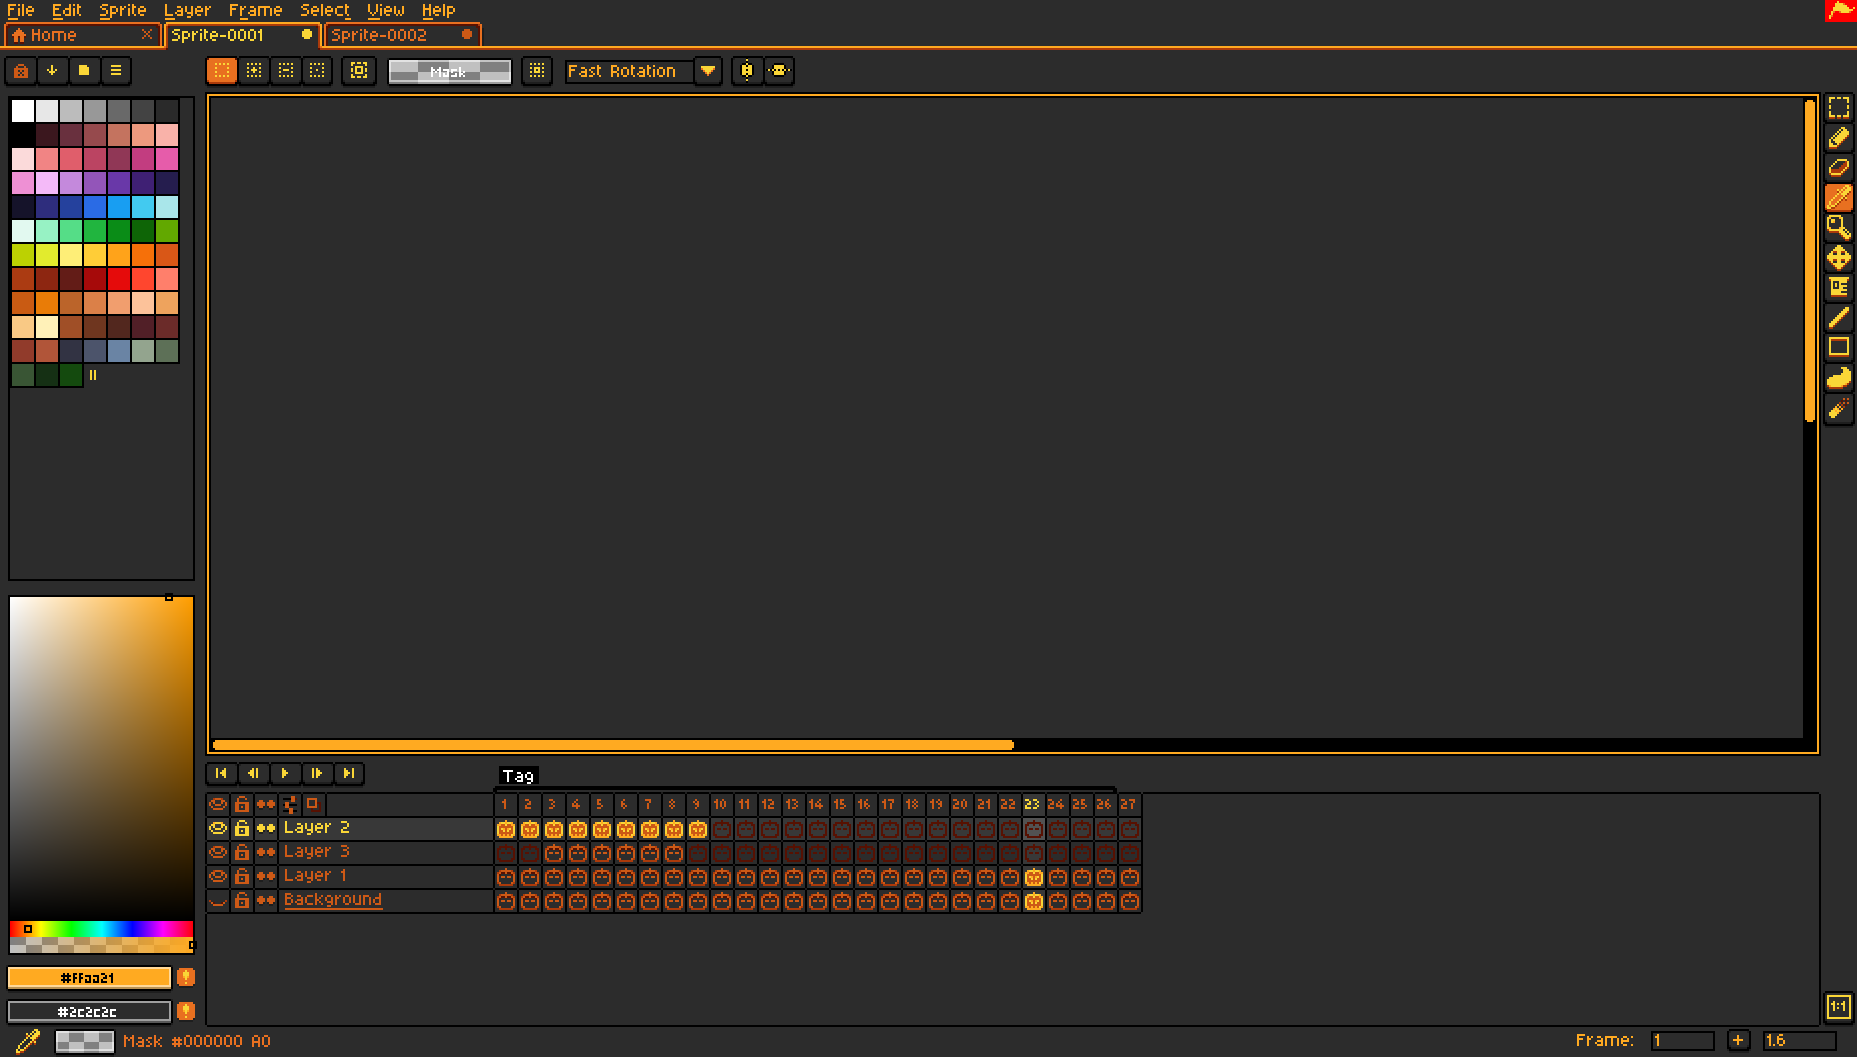 File Edit Sprite Layer Frame Select View Help
Home Sprite-0001 Sprite-0002
Mask Fast Rotation
Tag
1 2 3 4 5 6 7 8 9 10 11 12 13 14 15 16 17 18 19 20 21 22 23 24 25 26 27
Layer 2
Layer 3
Layer 1
Background
#ffaa21
#2c2c2c
1:1
Mask #000000 A0 Frame: 1 + 1.6